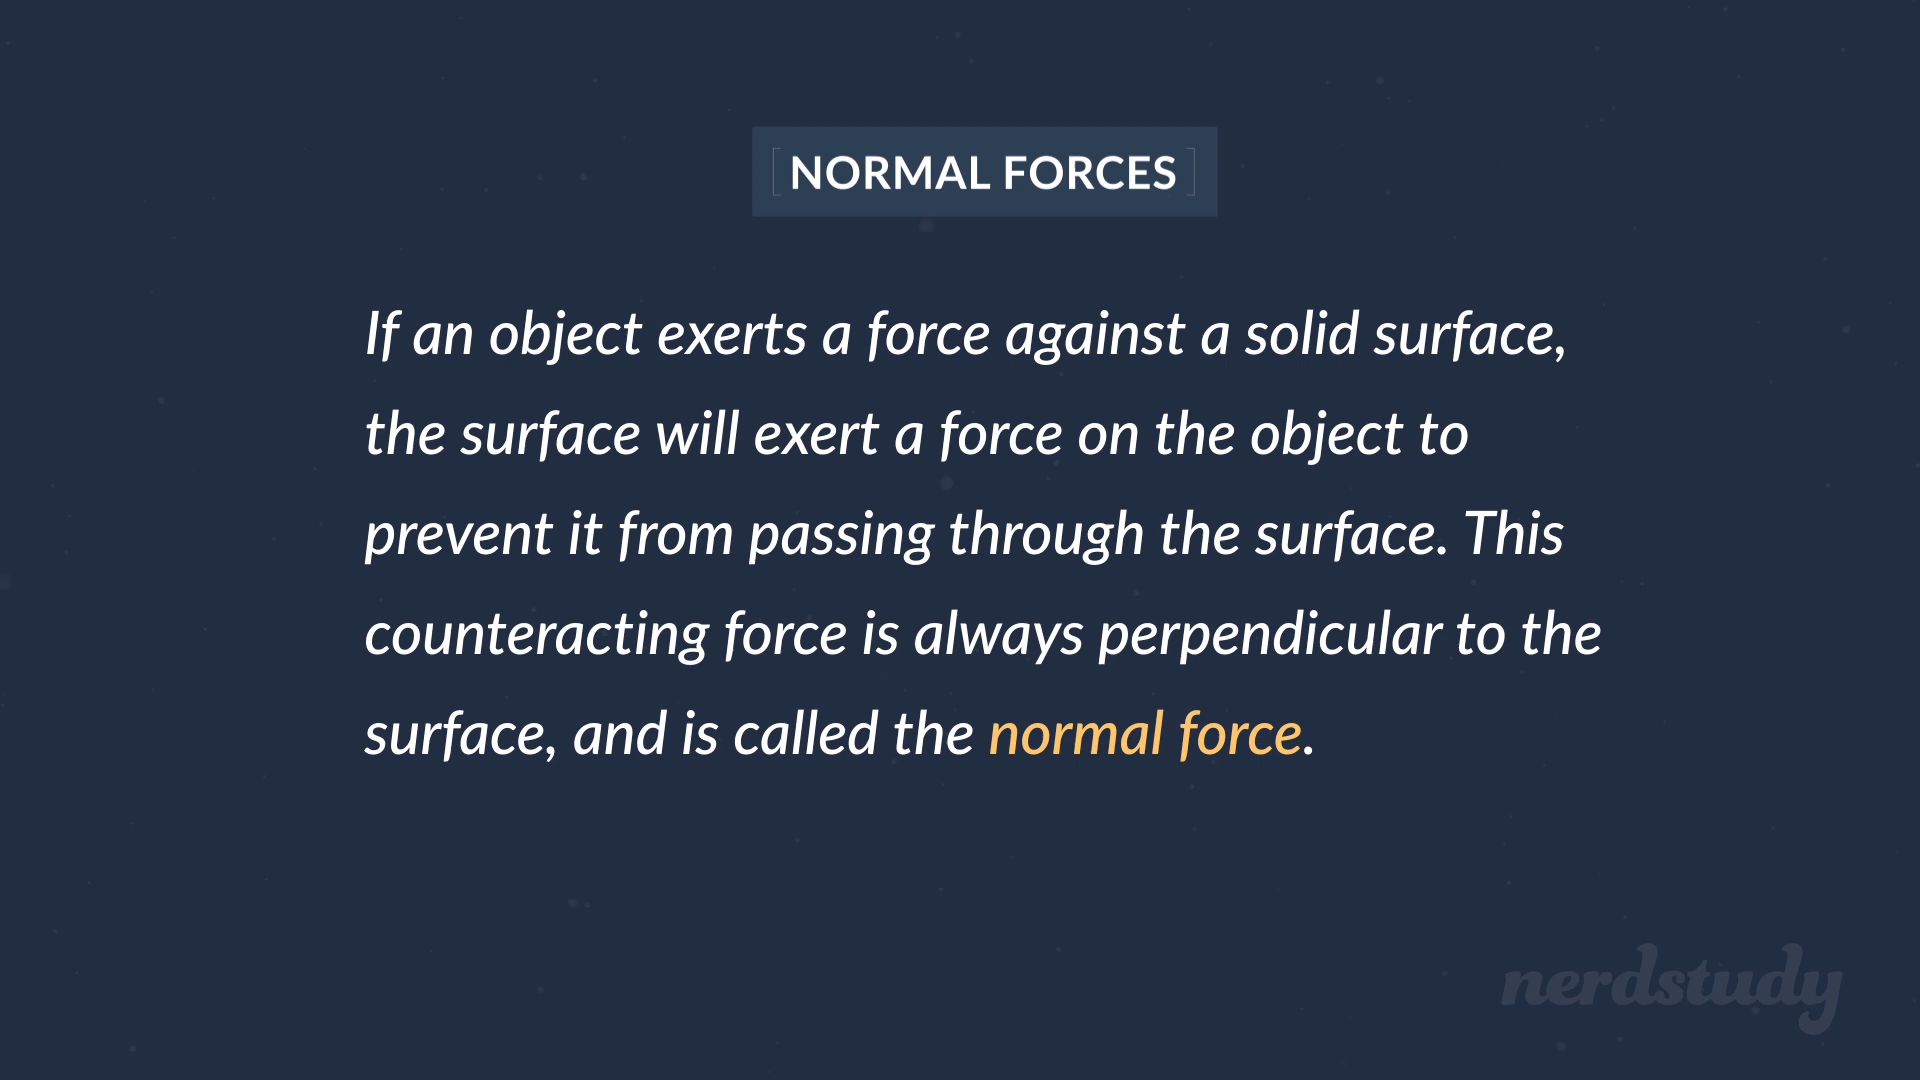 NORMAL FORCES
If an object exerts a force against a solid surface,
the surface will exert a force on the object to
prevent it from passing through the surface. This
counteracting force is always perpendicular to the
surface, and is called the normal force.
nerdstudy